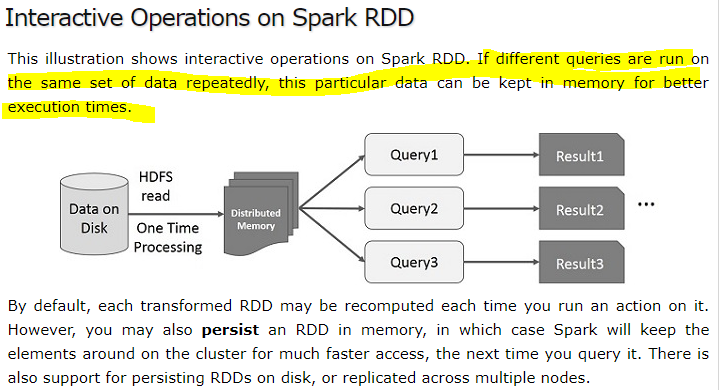 Interactive Operations on Spark RDD
This illustration shows interactive operations on Spark RDD. If different queries are run on
the same set of data repeatedly, this particular data can be kept in memory for better
execution times.
HDFS
read
Data on
Disk
One Time
Processing
Distributed
Memory
Query1
Result1
Query2
Result2
...
Query3
Result3
By default, each transformed RDD may be recomputed each time you run an action on it.
However, you may also persist an RDD in memory, in which case Spark will keep the
elements around on the cluster for much faster access, the next time you query it. There is
also support for persisting RDDs on disk, or replicated across multiple nodes.